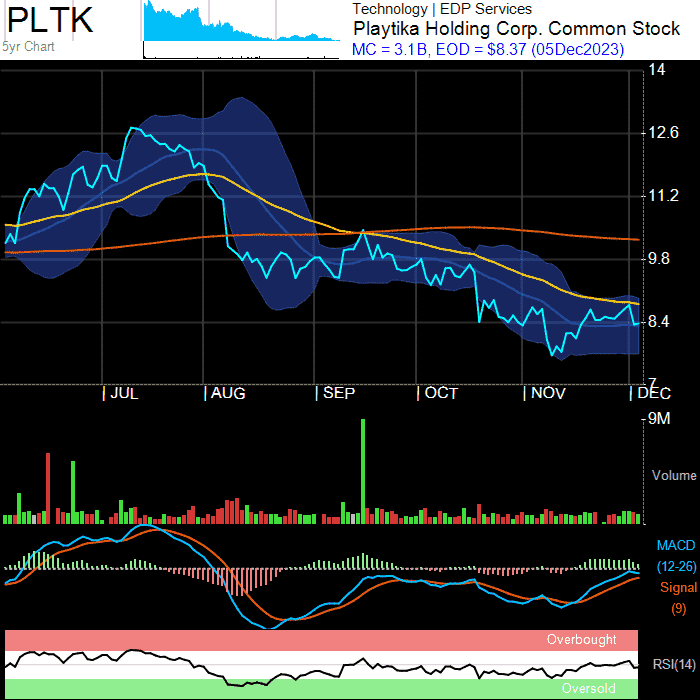 PLTK
5yr Chart
Technology | EDP Services
Playtika Holding Corp. Common Stock
MC = 3.1B, EOD = $8.37 (05Dec2023)
14
12.6
11.2
9.8
8.4
7
JUL
AUG
SEP
OCT
NOV
DEC
9M
Volume
MACD
(12-26)
Signal
(9)
Overbought
RSI(14)
Oversold